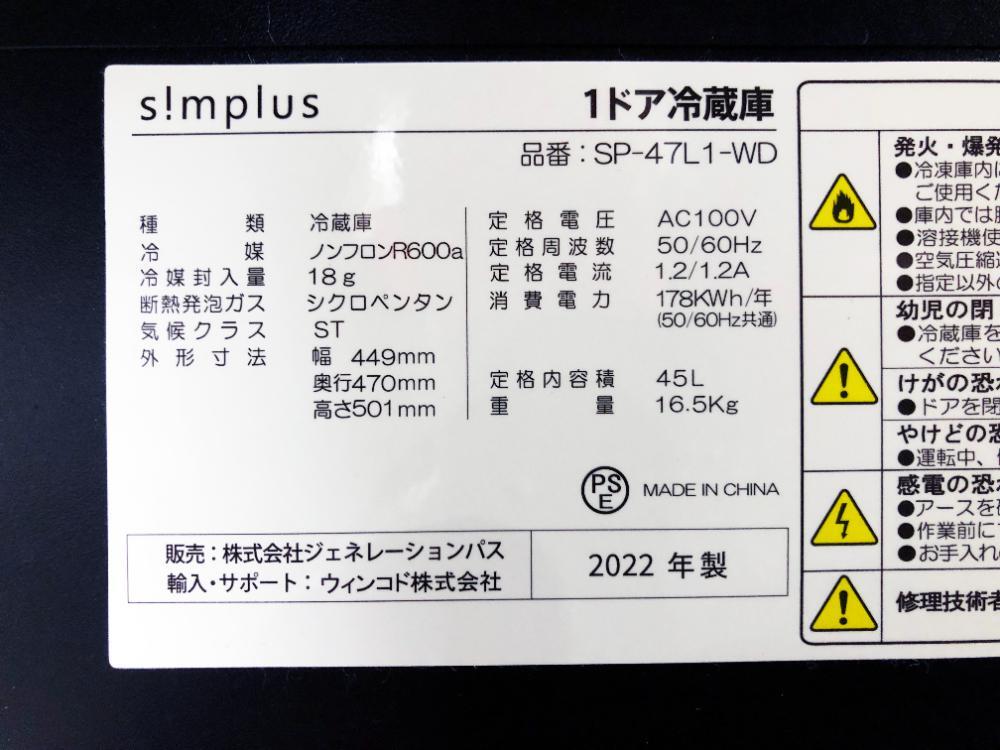 s!mplus
1ドア冷蔵庫
品番：SP-47L1-WD
種類 冷蔵庫
冷媒 ノンフロンR600a
冷媒封入量 18g
断熱発泡ガス シクロペンタン
気候クラス ST
外形寸法 幅 449mm
奥行470mm
高さ501mm
定格電圧 AC100V
定格周波数 50/60Hz
定格電流 1.2/1.2A
消費電力 178KWh/年
(50/60Hz共通)
定格内容積 45L
重量 16.5Kg
PS
E
MADE IN CHINA
販売：株式会社ジェネレーションパス
輸入・サポート：ウィンコド株式会社
2022 年製
発火・爆発
●冷凍庫内に
ご使用くだ
●庫内では
●溶接機使
●空気圧縮
●指定以外の
幼児の閉
●冷蔵庫を
ください
けがの恐
●ドアを閉
やけどの恐
●運転中、
感電の恐
●アースを
●作業前に
●お手入れ
修理技術者